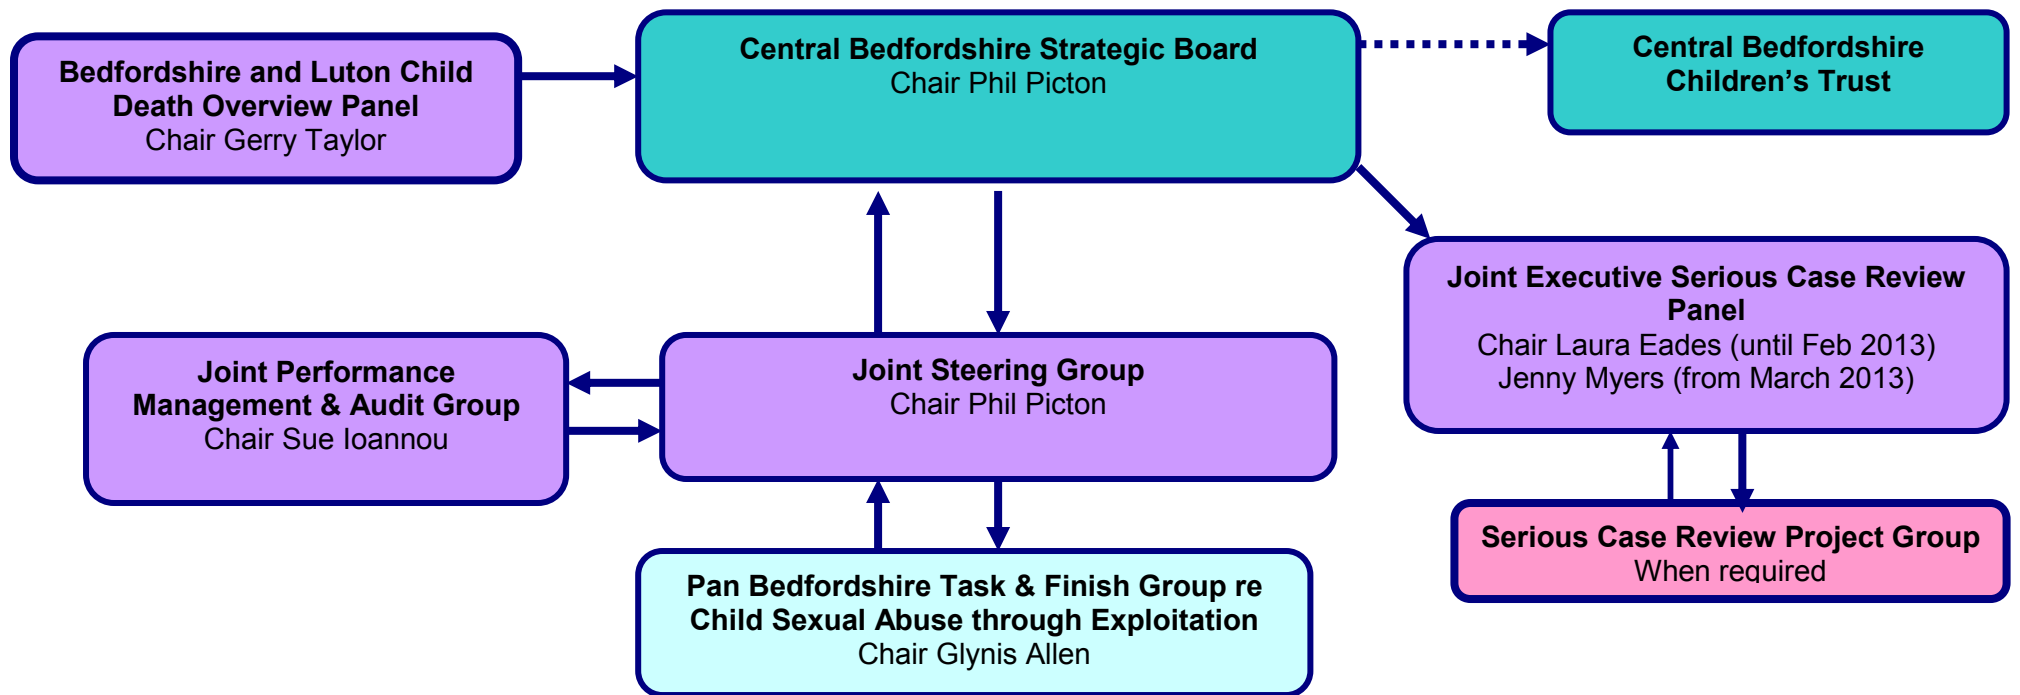 Bedfordshire and Luton Child
Death Overview Panel
Chair Gerry Taylor
Central Bedfordshire Strategic Board
Chair Phil Picton
Central Bedfordshire
Children’s Trust
Joint Executive Serious Case Review
Panel
Chair Laura Eades (until Feb 2013)
Jenny Myers (from March 2013)
Joint Performance
Management & Audit Group
Chair Sue Ioannou
Joint Steering Group
Chair Phil Picton
Serious Case Review Project Group
When required
Pan Bedfordshire Task & Finish Group re
Child Sexual Abuse through Exploitation
Chair Glynis Allen